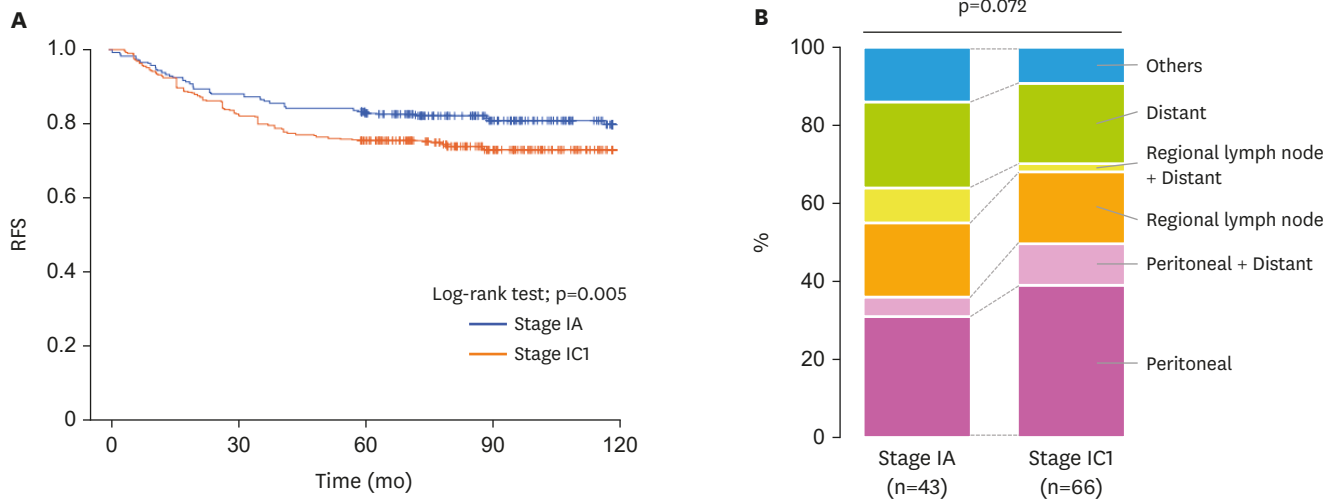 A
1.0
0.8
0.6
0.4
0.2
0
RFS
0
30
60
90
120
Time (mo)
Log-rank test; p=0.005
Stage IA
Stage IC1
B
p=0.072
100
80
60
40
20
0
%
Others
Distant
Regional lymph node
+ Distant
Regional lymph node
Peritoneal + Distant
Peritoneal
Stage IA
(n=43)
Stage IC1
(n=66)